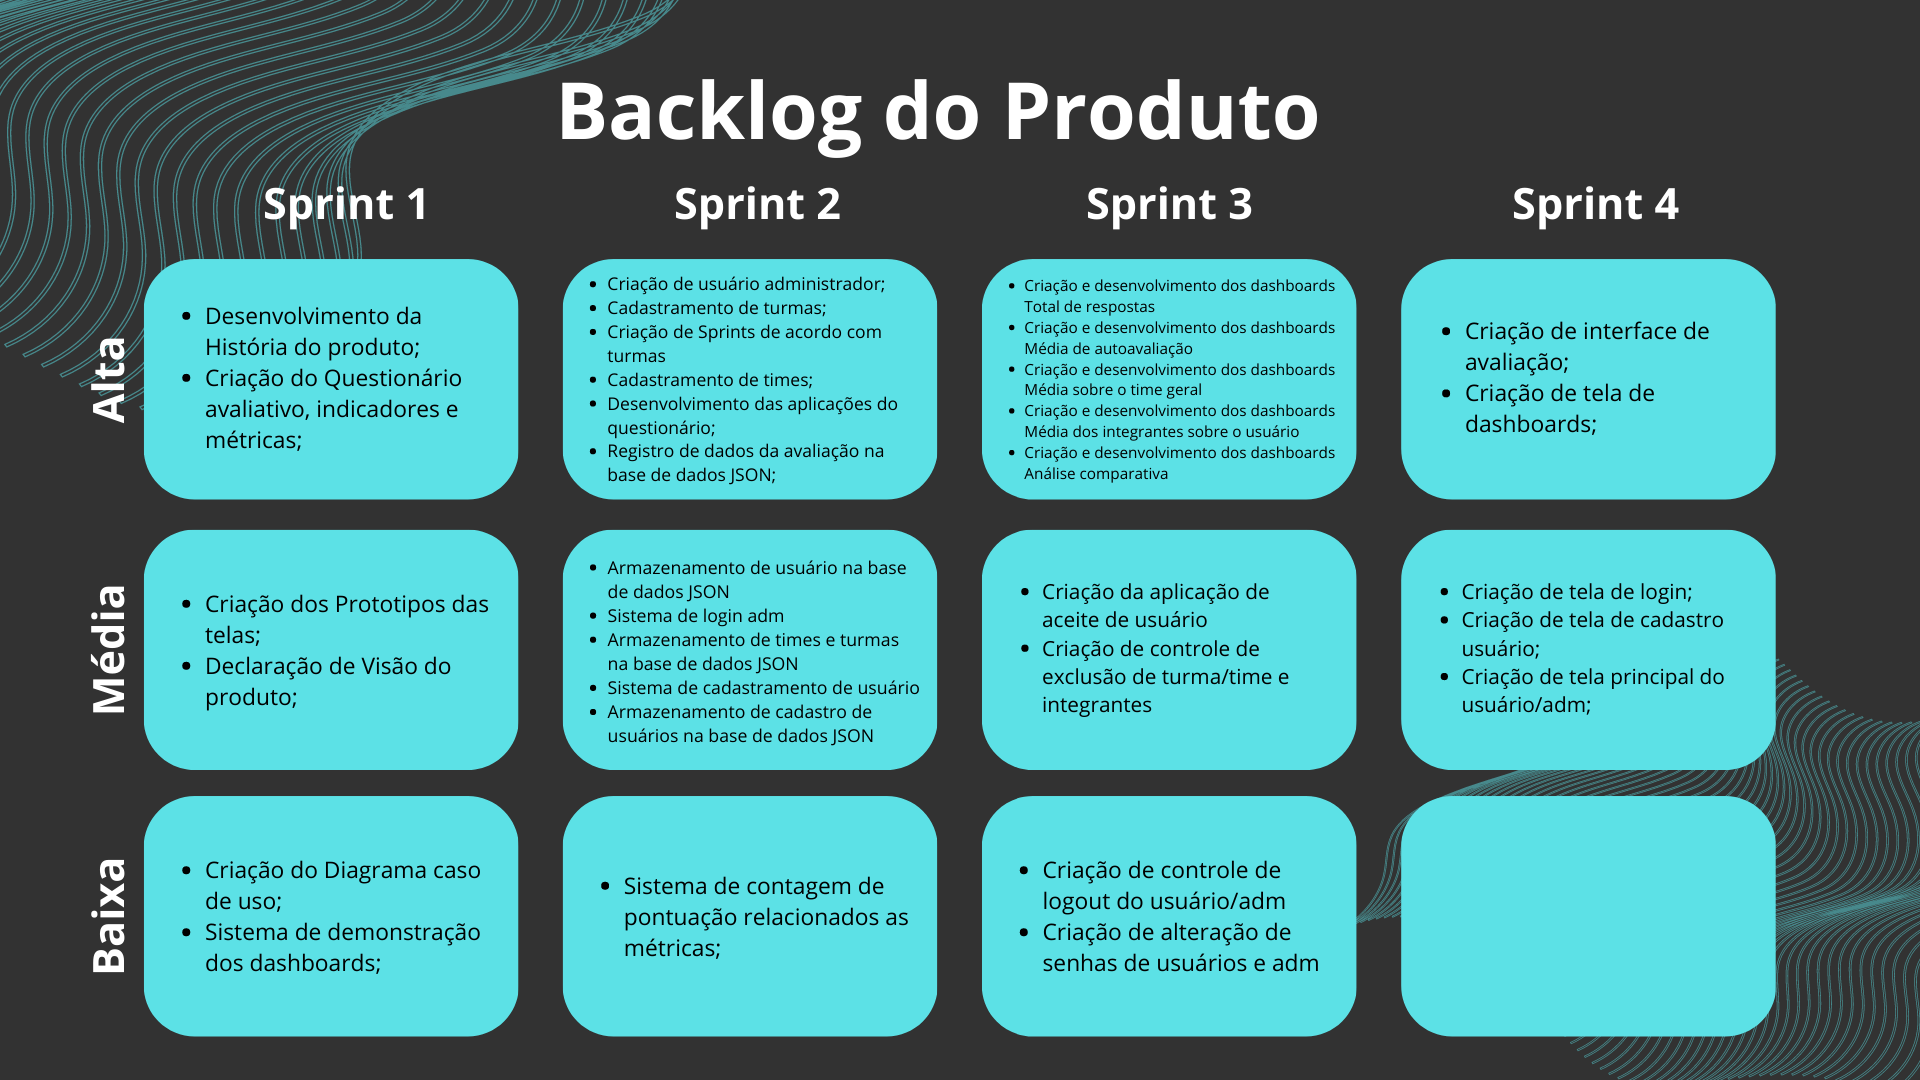 Backlog do Produto
Sprint 1
Sprint 2
Sprint 3
Sprint 4
Alta
• Desenvolvimento da
História do produto;
• Criação do Questionário
avaliativo, indicadores e
métricas;
• Criação de usuário administrador;
• Cadastramento de turmas;
• Criação de Sprints de acordo com
turmas
• Cadastramento de times;
• Desenvolvimento das aplicações do
questionário;
• Registro de dados da avaliação na
base de dados JSON;
• Criação e desenvolvimento dos dashboards
Total de respostas
• Criação e desenvolvimento dos dashboards
Média de autoavaliação
• Criação e desenvolvimento dos dashboards
Média sobre o time geral
• Criação e desenvolvimento dos dashboards
Média dos integrantes sobre o usuário
• Criação e desenvolvimento dos dashboards
Análise comparativa
• Criação de interface de
avaliação;
• Criação de tela de
dashboards;
Média
• Criação dos Prototipos das
telas;
• Declaração de Visão do
produto;
• Armazenamento de usuário na base
de dados JSON
• Sistema de login adm
• Armazenamento de times e turmas
na base de dados JSON
• Sistema de cadastramento de usuário
• Armazenamento de cadastro de
usuários na base de dados JSON
• Criação da aplicação de
aceite de usuário
• Criação de controle de
exclusão de turma/time e
integrantes
• Criação de tela de login;
• Criação de tela de cadastro
usuário;
• Criação de tela principal do
usuário/adm;
Baixa
• Criação do Diagrama caso
de uso;
• Sistema de demonstração
dos dashboards;
• Sistema de contagem de
pontuação relacionados as
métricas;
• Criação de controle de
logout do usuário/adm
• Criação de alteração de
senhas de usuários e adm